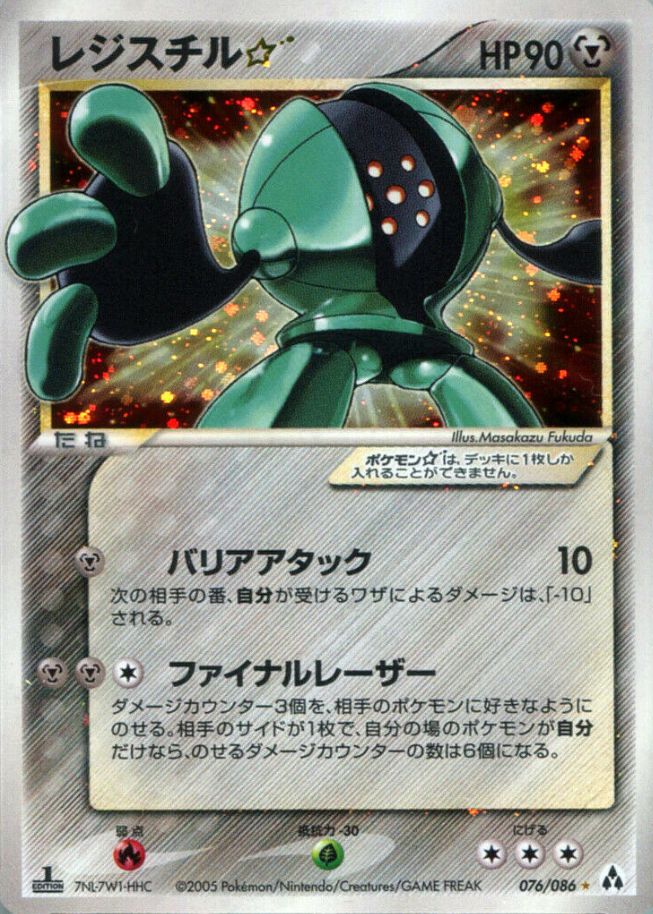 レジスチル☆
HP90
たね
Illus.Masakazu Fukuda
ポケモン☆は、デッキに1枚しか
入れることができません。
バリアアタック 10
次の相手の番、自分が受けるワザによるダメージは、「-10」
される。
ファイナルレーザー
ダメージカウンター3個を、相手のポケモンに好きなように
のせる。相手のサイドが1枚で、自分の場のポケモンが自分
だけなら、のせるダメージカウンターの数は6個になる。
弱点 抵抗力 -30 にげる
1 EDITION 7NL-7W1-HHC ©2005 Pokémon/Nintendo/Creatures/GAME FREAK 076/086 ★